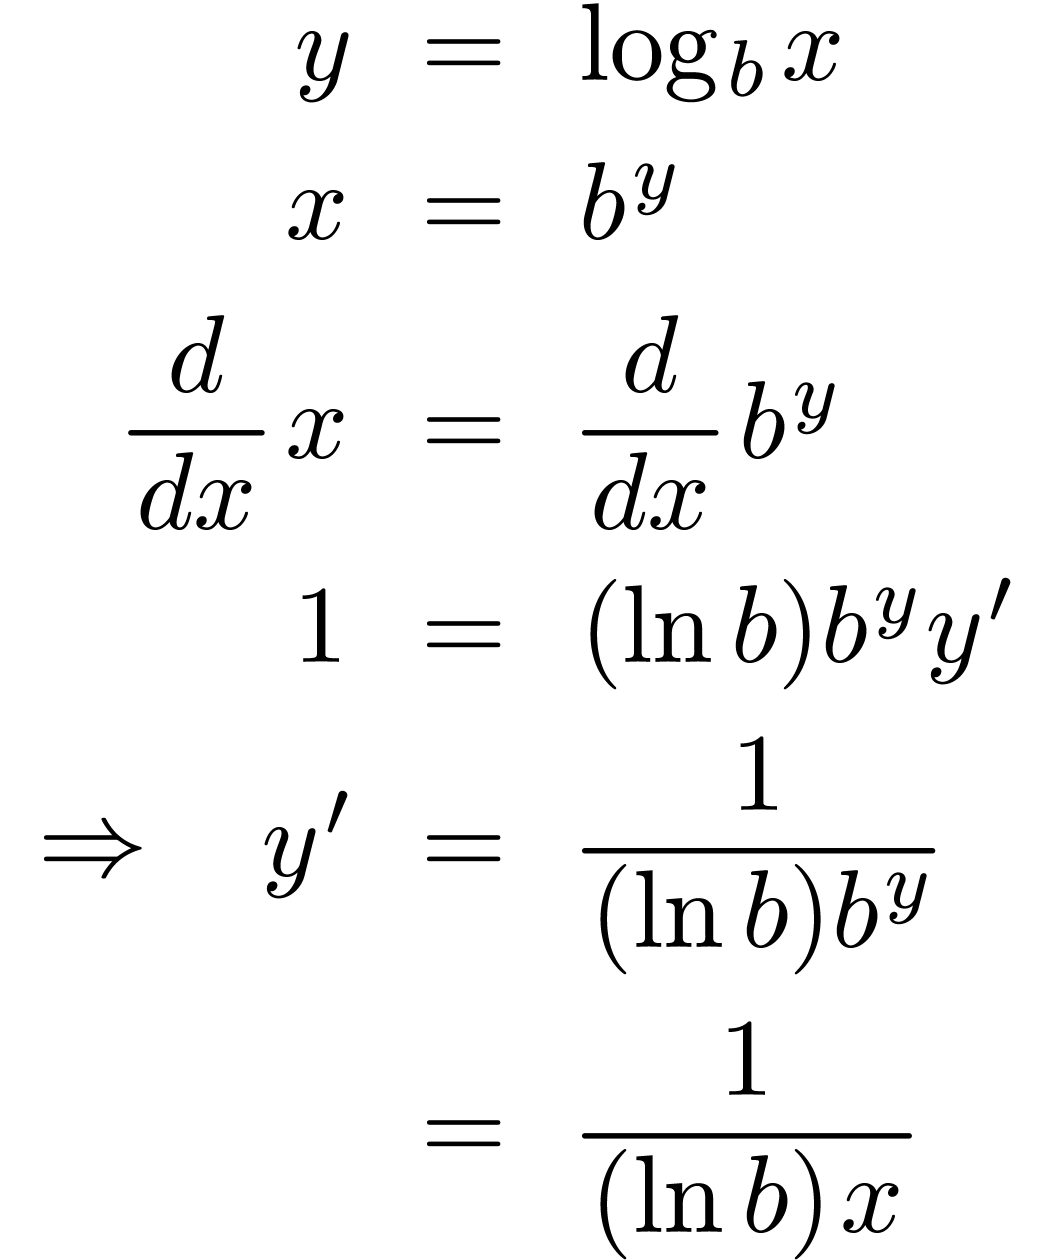 y = log_b x
x = b^y
d/dx x = d/dx b^y
1 = (ln b)b^y y′
⇒ y′ = 1/((ln b)b^y)
= 1/((ln b)x)